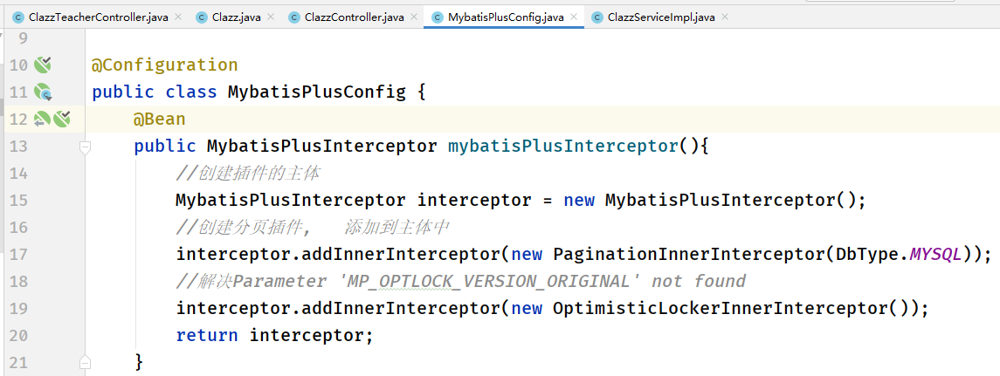 ClazzTeacherController.java × Clazz.java × ClazzController.java × MybatisPlusConfig.java × ClazzServiceImpl.java ×
9
10 @Configuration
11 public class MybatisPlusConfig {
12 @Bean
13 public MybatisPlusInterceptor mybatisPlusInterceptor(){
14 //创建插件的主体
15 MybatisPlusInterceptor interceptor = new MybatisPlusInterceptor();
16 //创建分页插件, 添加到主体中
17 interceptor.addInnerInterceptor(new PaginationInnerInterceptor(DbType.MYSQL));
18 //解决Parameter 'MP_OPTLOCK_VERSION_ORIGINAL' not found
19 interceptor.addInnerInterceptor(new OptimisticLockerInnerInterceptor());
20 return interceptor;
21 }